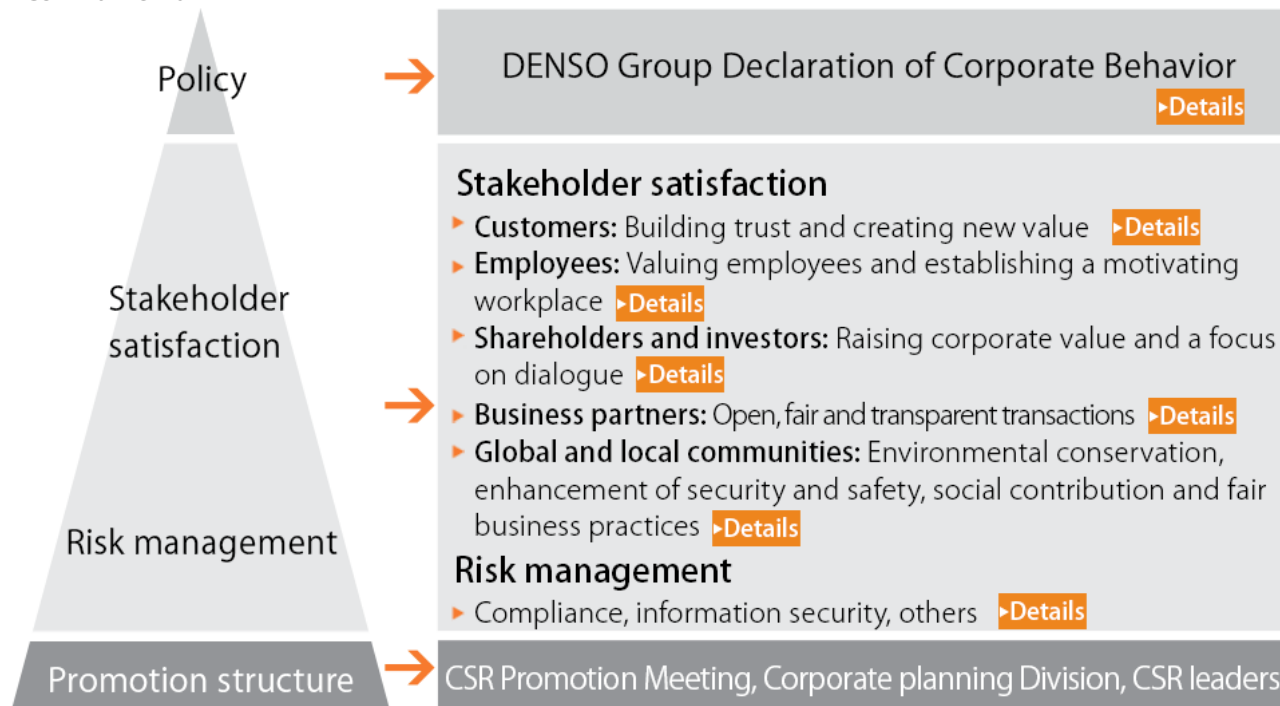 Policy
DENSO Group Declaration of Corporate Behavior
▸Details
Stakeholder
satisfaction
Risk management
Stakeholder satisfaction
▸ Customers: Building trust and creating new value ▸Details
▸ Employees: Valuing employees and establishing a motivating
workplace ▸Details
▸ Shareholders and investors: Raising corporate value and a focus
on dialogue ▸Details
▸ Business partners: Open, fair and transparent transactions ▸Details
▸ Global and local communities: Environmental conservation,
enhancement of security and safety, social contribution and fair
business practices ▸Details
Risk management
▸ Compliance, information security, others ▸Details
Promotion structure
CSR Promotion Meeting, Corporate planning Division, CSR leaders